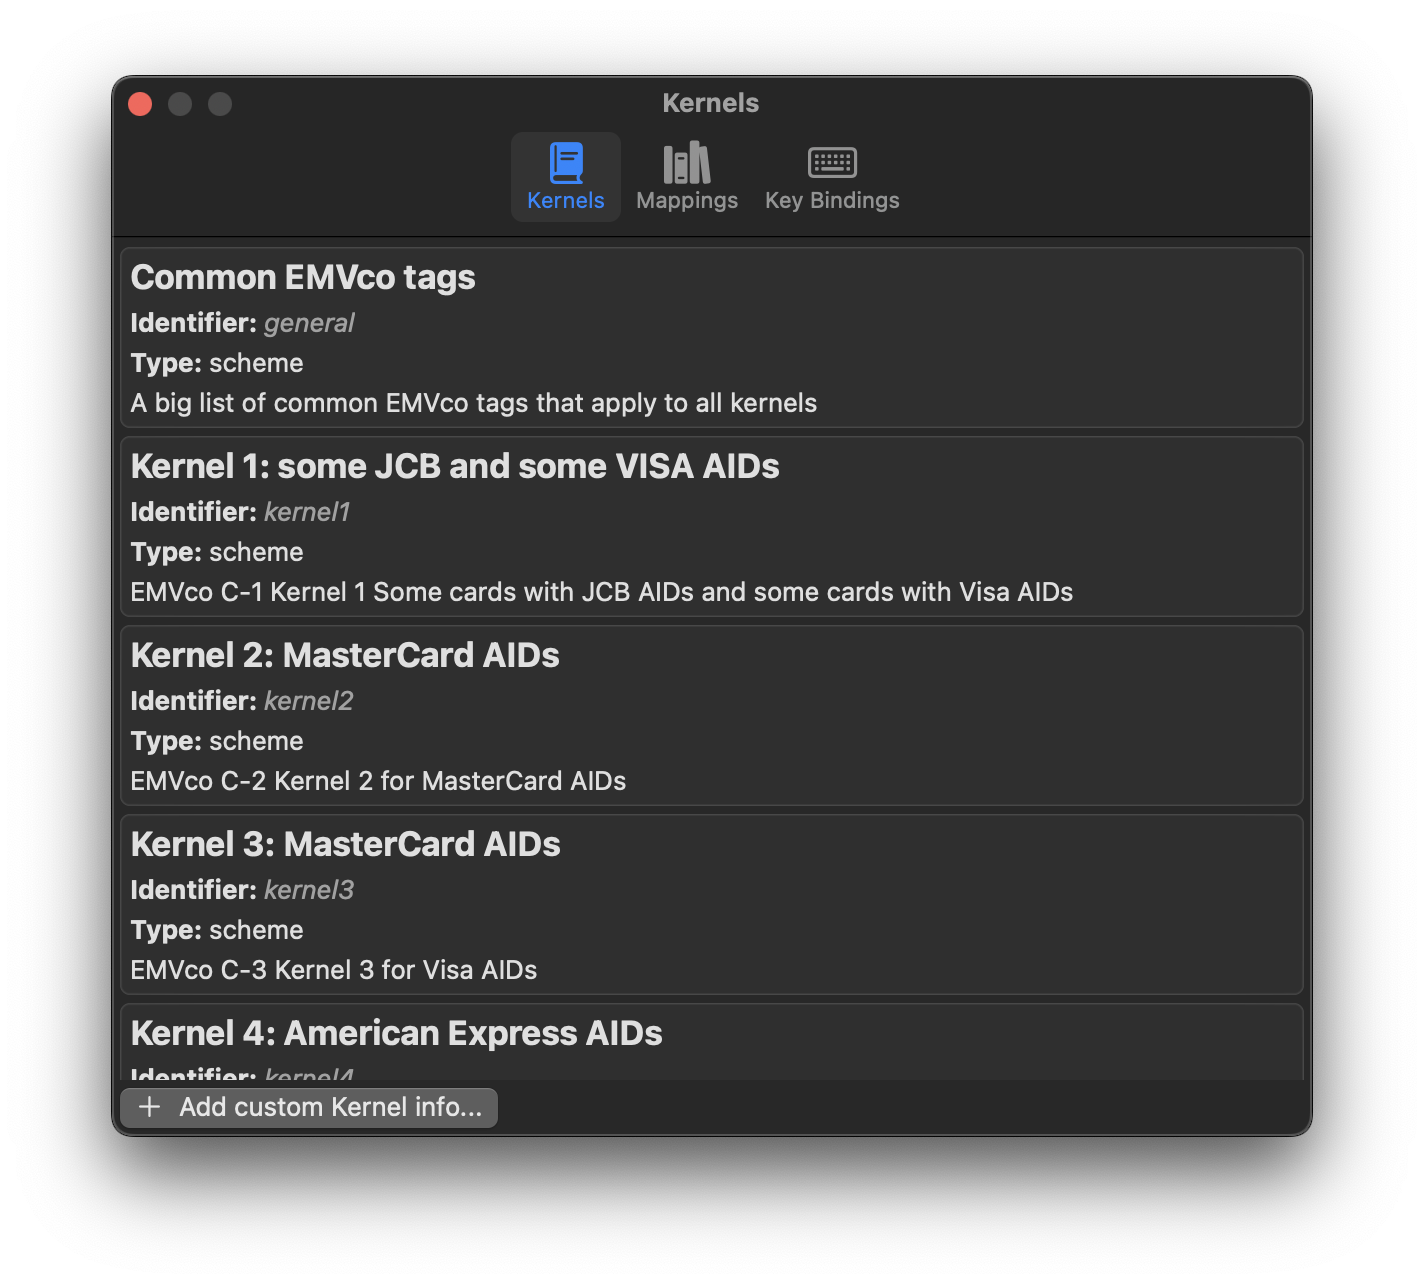 Kernels
Kernels Mappings Key Bindings
Common EMVco tags
Identifier: general
Type: scheme
A big list of common EMVco tags that apply to all kernels
Kernel 1: some JCB and some VISA AIDs
Identifier: kernel1
Type: scheme
EMVco C-1 Kernel 1 Some cards with JCB AIDs and some cards with Visa AIDs
Kernel 2: MasterCard AIDs
Identifier: kernel2
Type: scheme
EMVco C-2 Kernel 2 for MasterCard AIDs
Kernel 3: MasterCard AIDs
Identifier: kernel3
Type: scheme
EMVco C-3 Kernel 3 for Visa AIDs
Kernel 4: American Express AIDs
Identifier: kernel4
+ Add custom Kernel info...